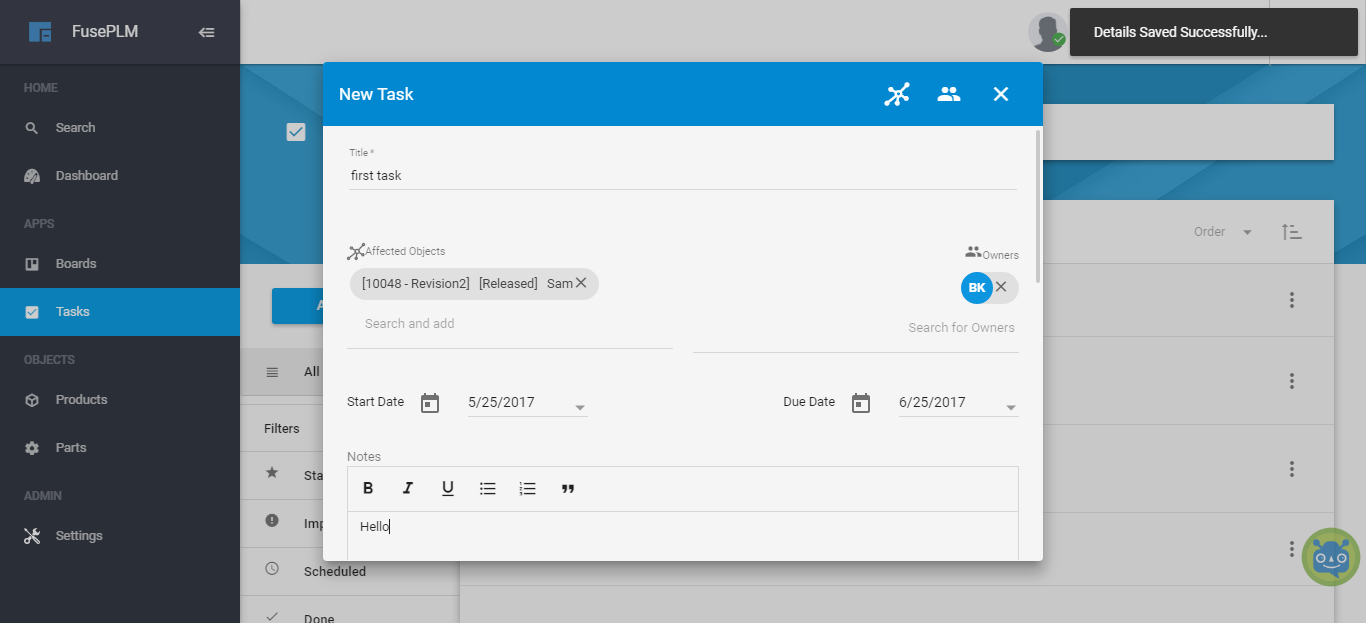 FusePLM
Details Saved Successfully...
HOME
Search
Dashboard
APPS
Boards
Tasks
OBJECTS
Products
Parts
ADMIN
Settings
New Task
Title *
first task
Affected Objects
[10048 - Revision2] [Released] Sam
Search and add
Owners
BK
Search for Owners
Start Date
5/25/2017
Due Date
6/25/2017
Notes
B I U
Hello
A
All
Filters
Sta
Imp
Scheduled
Done
Order